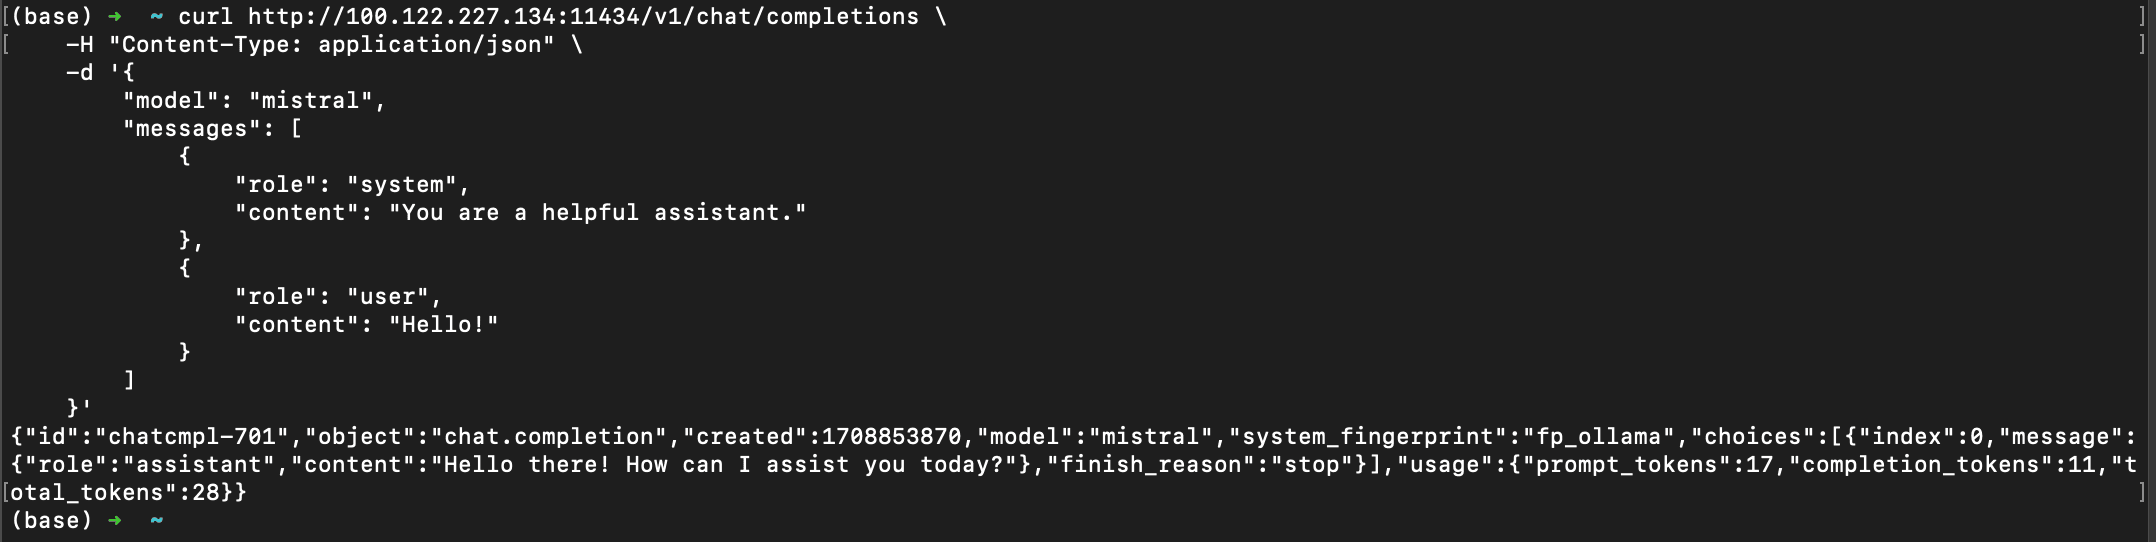 [(base) ➜  ~ curl http://100.122.227.134:11434/v1/chat/completions \ ]
[    -H "Content-Type: application/json" \ ]
    -d '{
        "model": "mistral",
        "messages": [
            {
                "role": "system",
                "content": "You are a helpful assistant."
            },
            {
                "role": "user",
                "content": "Hello!"
            }
        ]
    }'
{"id":"chatcmpl-701","object":"chat.completion","created":1708853870,"model":"mistral","system_fingerprint":"fp_ollama","choices":[{"index":0,"message":
{"role":"assistant","content":"Hello there! How can I assist you today?"},"finish_reason":"stop"}],"usage":{"prompt_tokens":17,"completion_tokens":11,"t
[otal_tokens":28}} ]
(base) ➜  ~